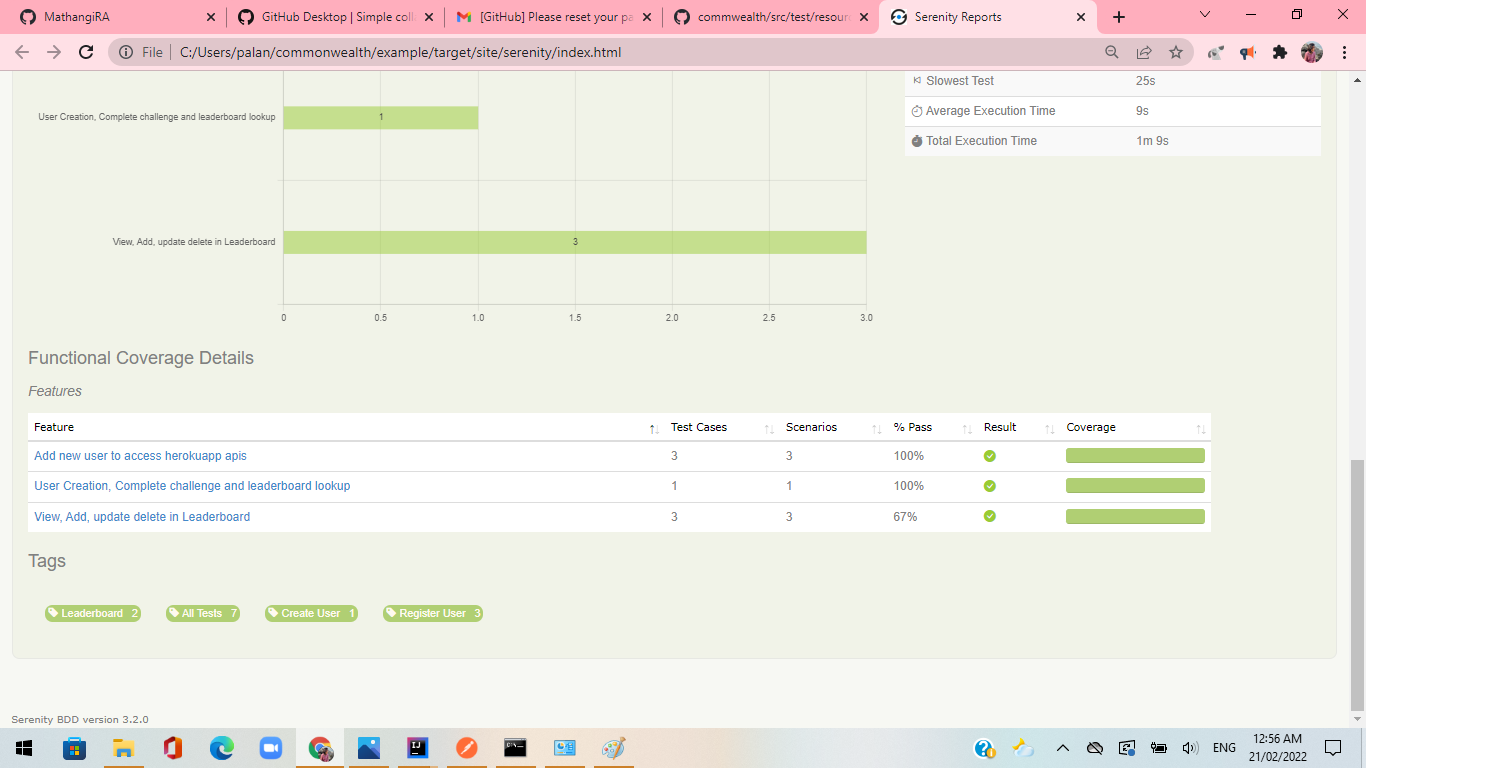 MathangiRA
GitHub Desktop | Simple coll
[GitHub] Please reset your pa
commwealth/src/test/resour
Serenity Reports
File
C:/Users/palan/commonwealth/example/target/site/serenity/index.html
Slowest Test 25s
User Creation, Complete challenge and leaderboard lookup 1
Average Execution Time 9s
Total Execution Time 1m 9s
View, Add, update delete in Leaderboard 3
0 0.5 1.0 1.5 2.0 2.5 3.0
Functional Coverage Details
Features
Feature Test Cases Scenarios % Pass Result Coverage
Add new user to access herokuapp apis 3 3 100%
User Creation, Complete challenge and leaderboard lookup 1 1 100%
View, Add, update delete in Leaderboard 3 3 67%
Tags
Leaderboard 2 All Tests 7 Create User 1 Register User 3
Serenity BDD version 3.2.0
ENG
12:56 AM
21/02/2022